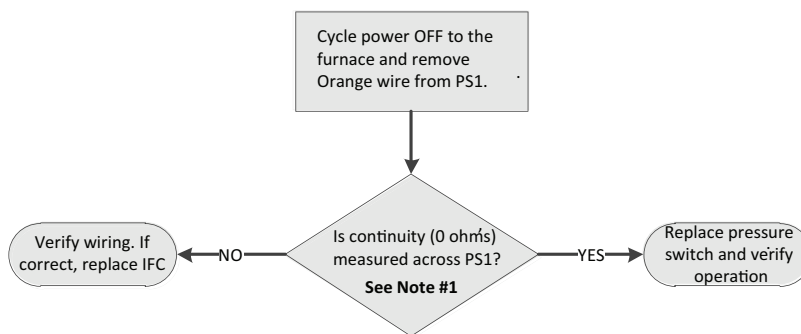 Cycle power OFF to the
furnace and remove
Orange wire from PS1.
Is continuity (0 ohms)
measured across PS1?
See Note #1
NO
YES
Verify wiring. If
correct, replace IFC
Replace pressure
switch and verify
operation